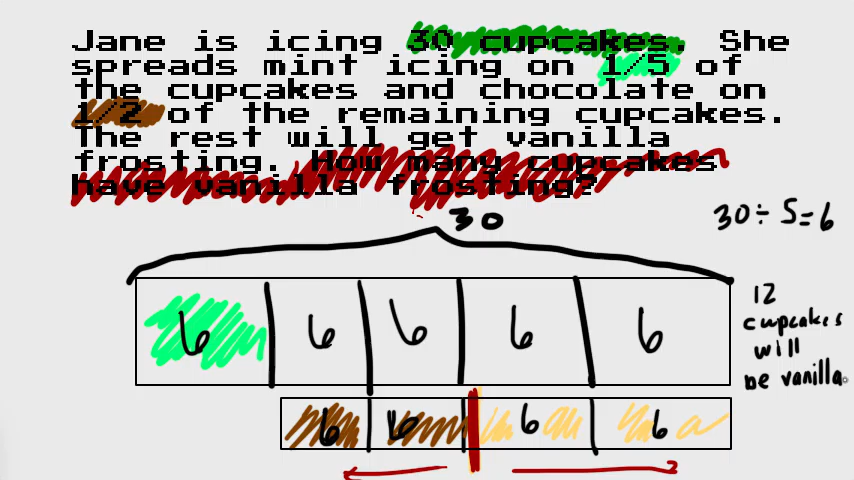 Jane is icing 30 cupcakes. She
spreads mint icing on 1/5 of
the cupcakes and chocolate on
1/2 of the remaining cupcakes.
The rest will get vanilla
frosting. How many cupcakes
have vanilla frosting?
30
30 ÷ 5 = 6
6 6 6 6 6
12
cupcakes
will
be vanilla
6 6 6 6